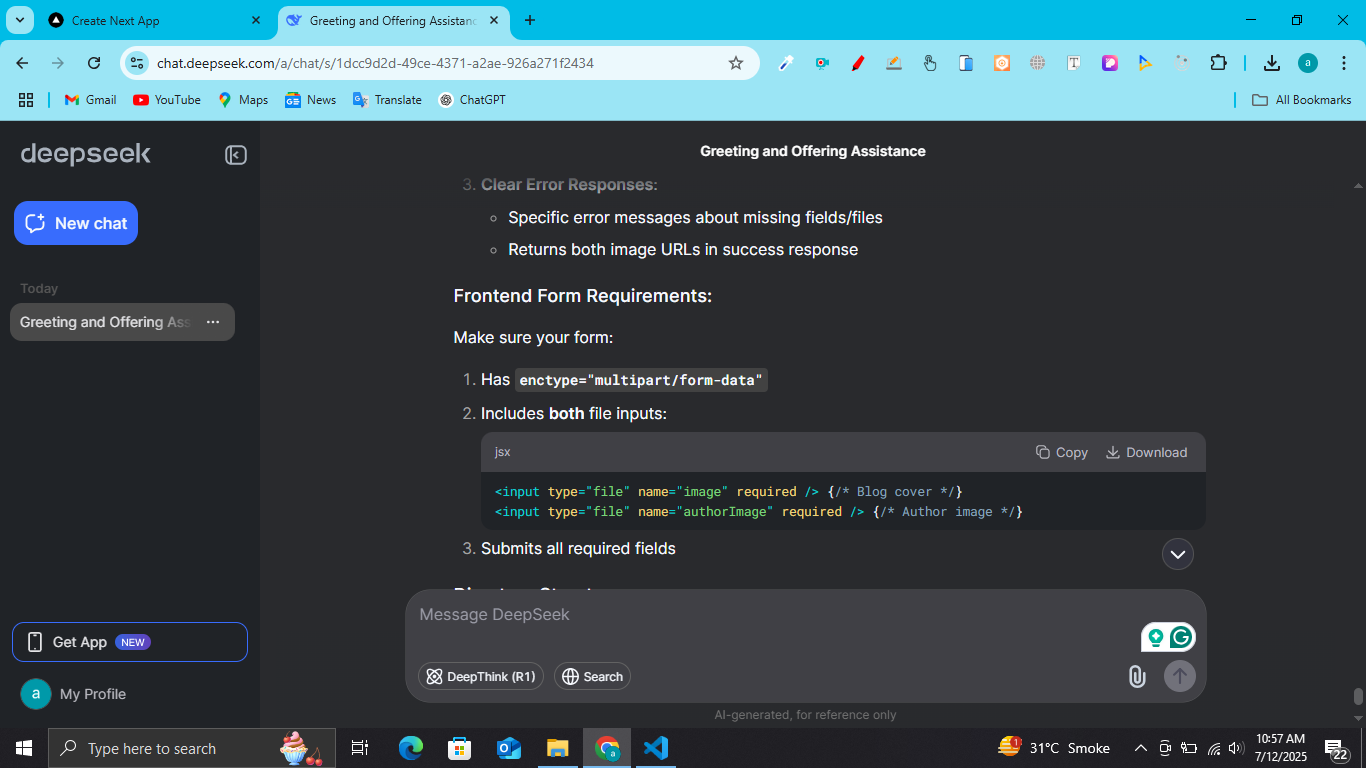 Create Next App
Greeting and Offering Assistanc
chat.deepseek.com/a/chat/s/1dcc9d2d-49ce-4371-a2ae-926a271f2434
a
Gmail
YouTube
Maps
News
Translate
ChatGPT
All Bookmarks
deepseek
New chat
Today
Greeting and Offering Ass
Get App NEW
a My Profile
Greeting and Offering Assistance
3. Clear Error Responses:
Specific error messages about missing fields/files
Returns both image URLs in success response
Frontend Form Requirements:
Make sure your form:
1. Has enctype="multipart/form-data"
2. Includes both file inputs:
jsx
Copy
Download
<input type="file" name="image" required /> {/* Blog cover */}
<input type="file" name="authorImage" required /> {/* Author image */}
3. Submits all required fields
Message DeepSeek
DeepThink (R1)
Search
AI-generated, for reference only
Type here to search
31°C Smoke
10:57 AM
7/12/2025
22